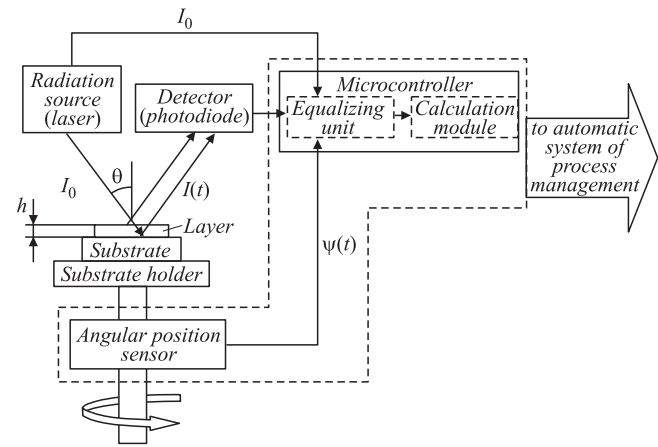 I₀
Radiation
source
(laser)
Detector
(photodiode)
Microcontroller
Equalizing
unit
Calculation
module
to automatic
system of
process
management
I₀
θ
I(t)
h
Layer
Substrate
Substrate holder
ψ(t)
Angular position
sensor